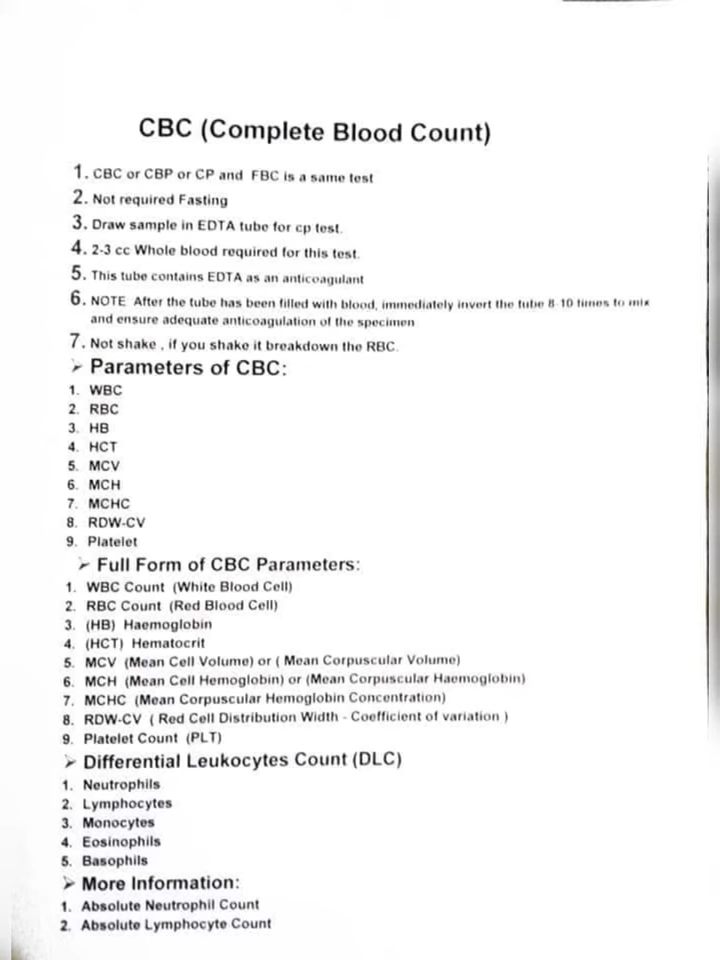 CBC (Complete Blood Count)
1. CBC or CBP or CP and FBC is a same test
2. Not required Fasting
3. Draw sample in EDTA tube for cp test.
4. 2-3 cc Whole blood required for this test.
5. This tube contains EDTA as an anticoagulant
6. NOTE After the tube has been filled with blood, immediately invert the tube 8-10 times to mix
and ensure adequate anticoagulation of the specimen
7. Not shake , if you shake it breakdown the RBC.
➢ Parameters of CBC:
1. WBC
2. RBC
3. HB
4. HCT
5. MCV
6. MCH
7. MCHC
8. RDW-CV
9. Platelet
➢ Full Form of CBC Parameters:
1. WBC Count (White Blood Cell)
2. RBC Count (Red Blood Cell)
3. (HB) Haemoglobin
4. (HCT) Hematocrit
5. MCV (Mean Cell Volume) or ( Mean Corpuscular Volume)
6. MCH (Mean Cell Hemoglobin) or (Mean Corpuscular Haemoglobin)
7. MCHC (Mean Corpuscular Hemoglobin Concentration)
8. RDW-CV ( Red Cell Distribution Width - Coefficient of variation )
9. Platelet Count (PLT)
➢ Differential Leukocytes Count (DLC)
1. Neutrophils
2. Lymphocytes
3. Monocytes
4. Eosinophils
5. Basophils
➢ More Information:
1. Absolute Neutrophil Count
2. Absolute Lymphocyte Count